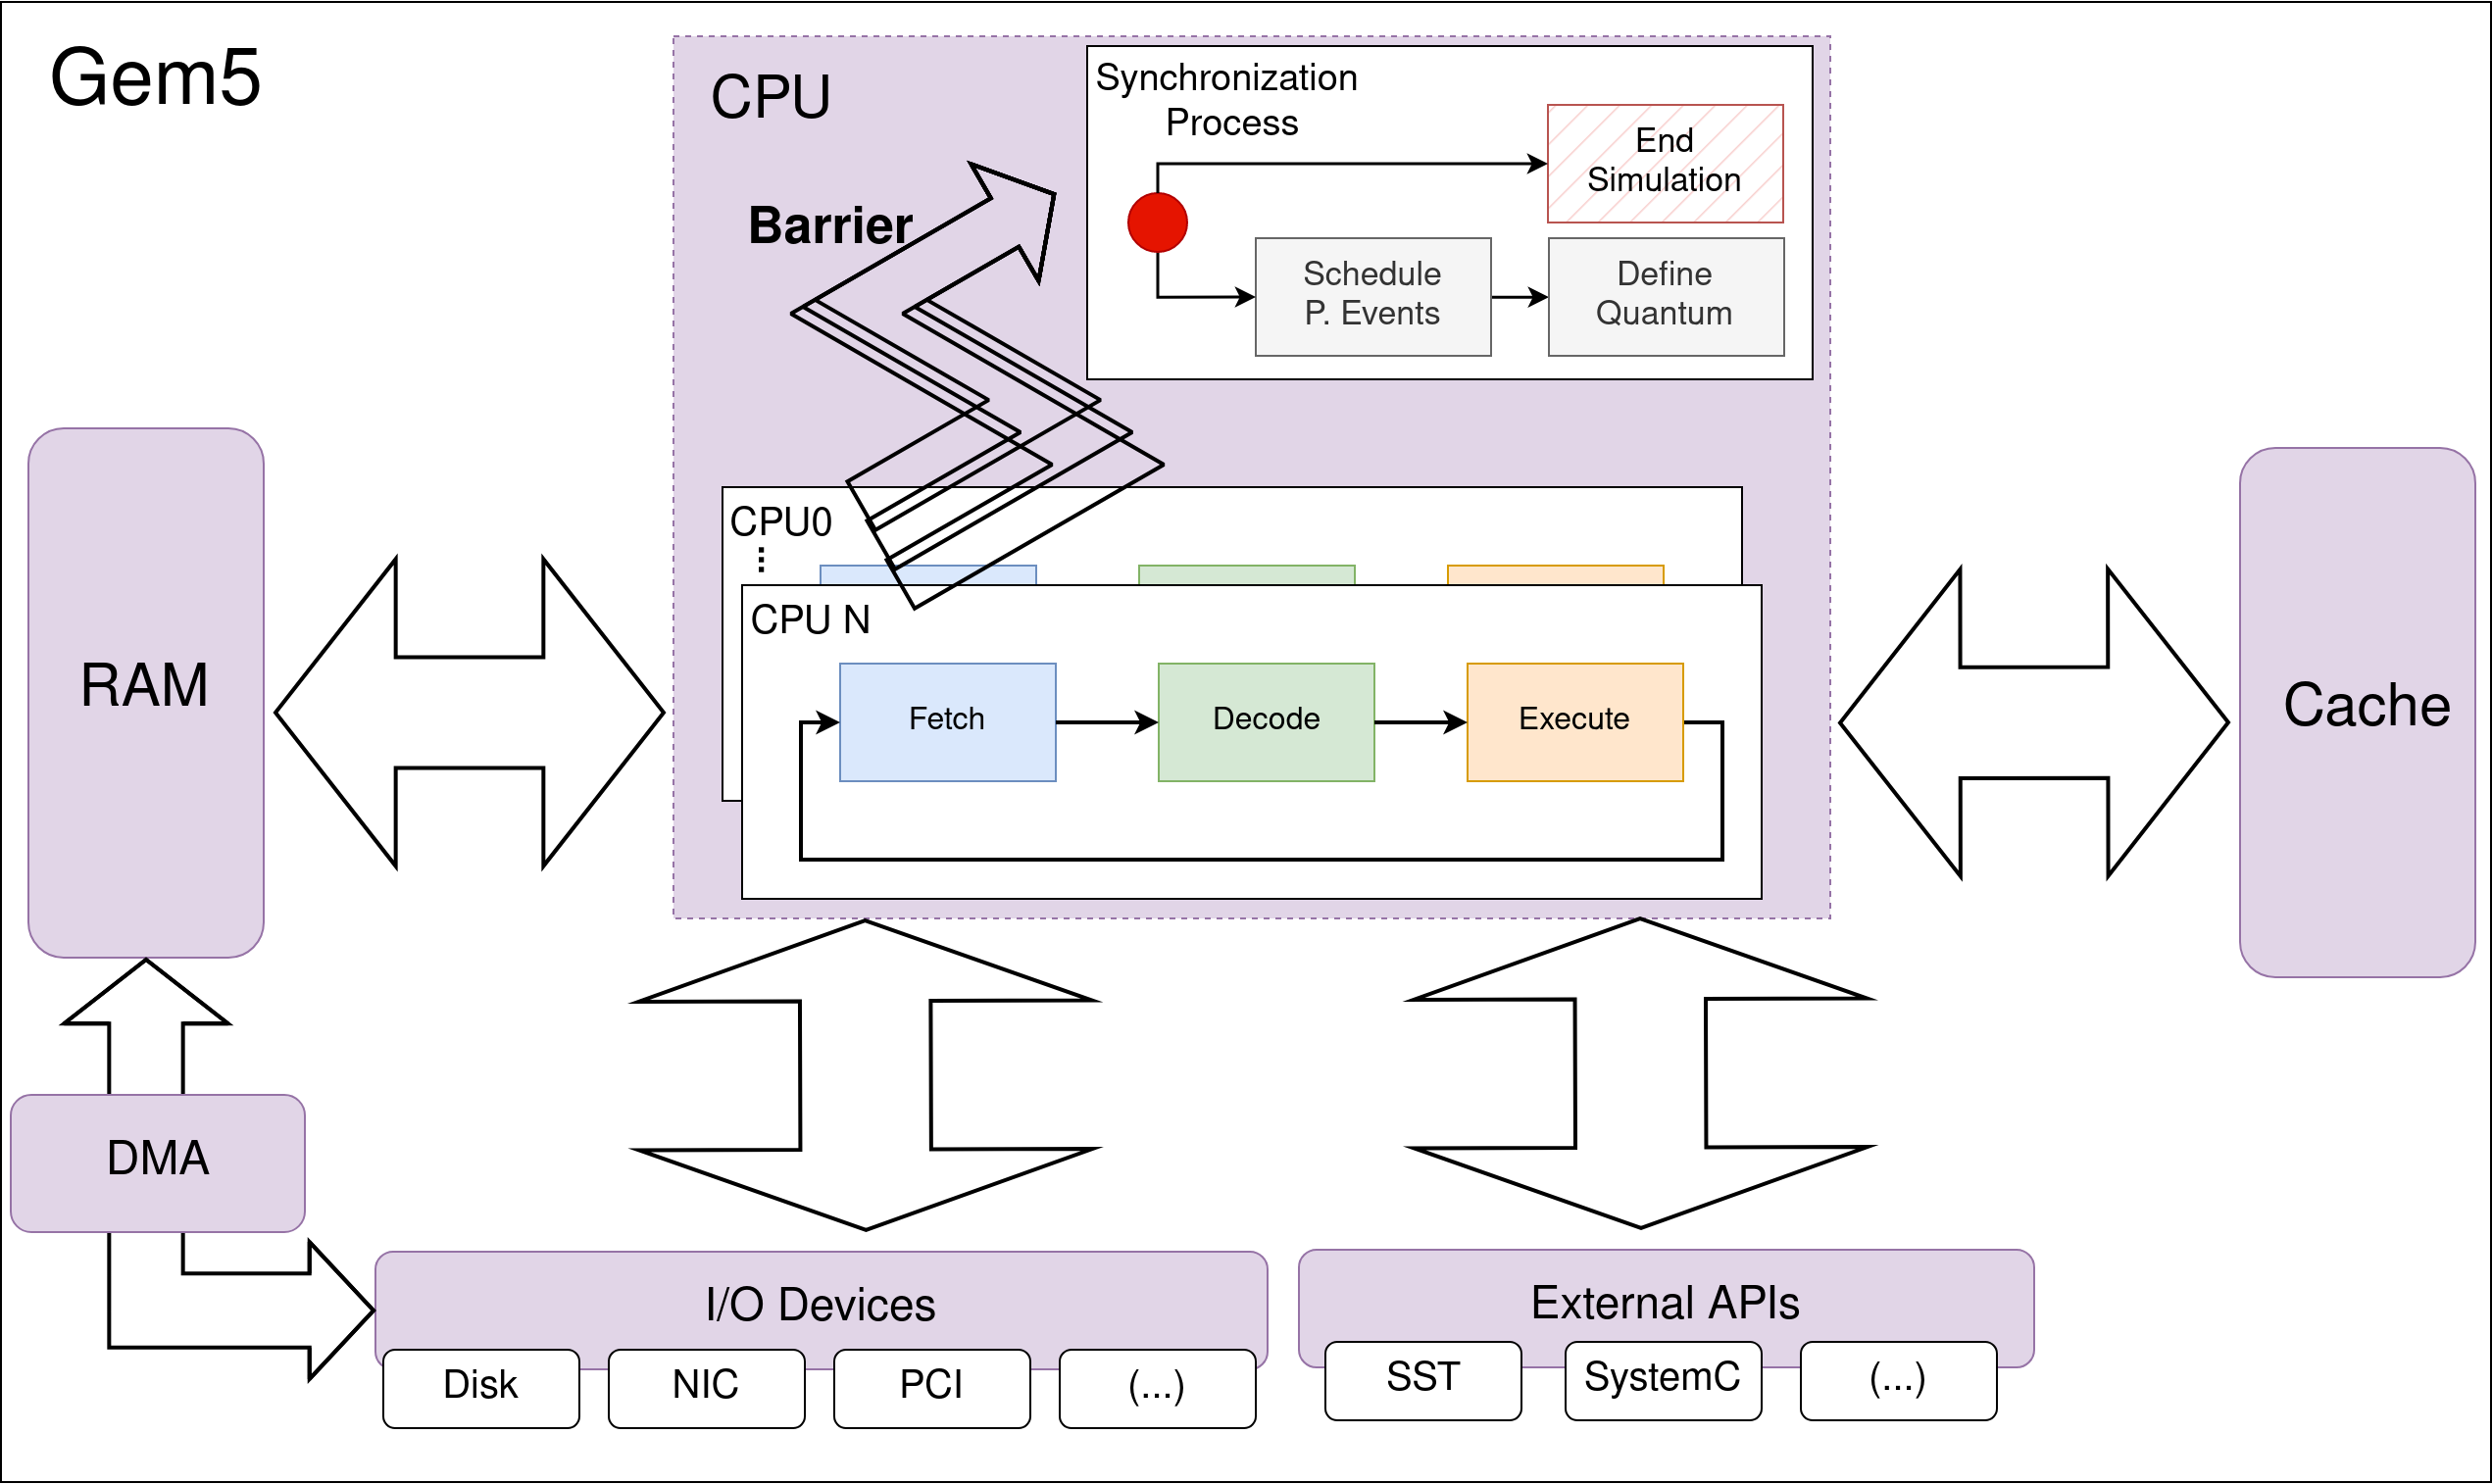 Gem5
CPU
Synchronization
Process
End
Simulation
Barrier
Schedule
P. Events
Define
Quantum
CPU0
CPU N
Fetch
Decode
Execute
RAM
Cache
DMA
I/O Devices
Disk
NIC
PCI
(...)
External APIs
SST
SystemC
(...)